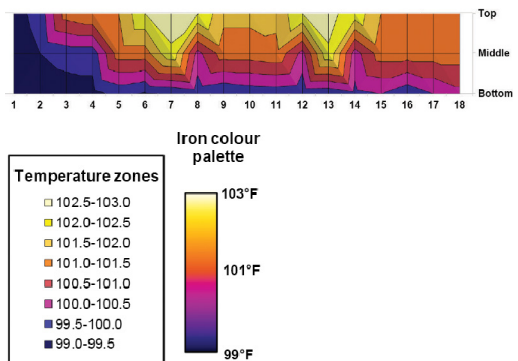 Top
Middle
Bottom
1 2 3 4 5 6 7 8 9 10 11 12 13 14 15 16 17 18
Iron colour
palette
Temperature zones
102.5-103.0
102.0-102.5
101.5-102.0
101.0-101.5
100.5-101.0
100.0-100.5
99.5-100.0
99.0-99.5
103°F
101°F
99°F